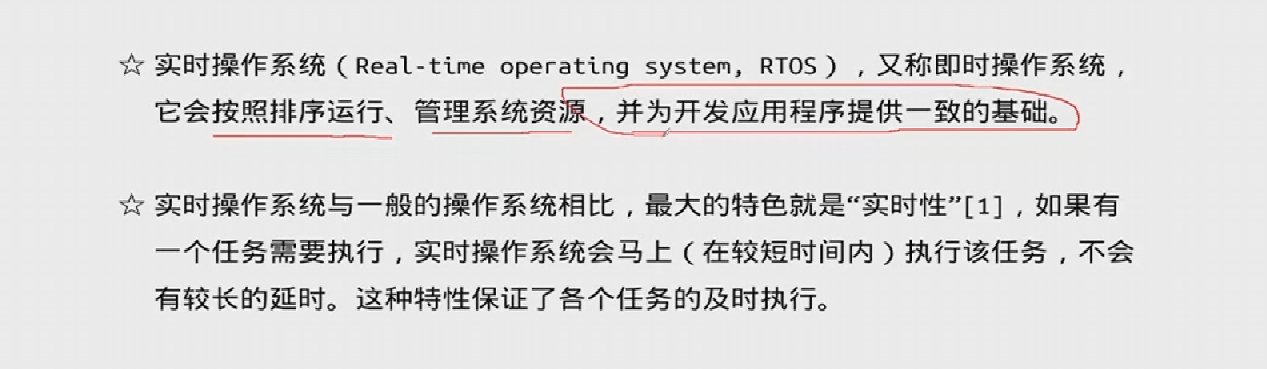 ☆ 实时操作系统（Real-time operating system, RTOS），又称即时操作系统，
它会按照排序运行、管理系统资源，并为开发应用程序提供一致的基础。
☆ 实时操作系统与一般的操作系统相比，最大的特色就是“实时性”[1]，如果有
一个任务需要执行，实时操作系统会马上（在较短时间内）执行该任务，不会
有较长的延时。这种特性保证了各个任务的及时执行。